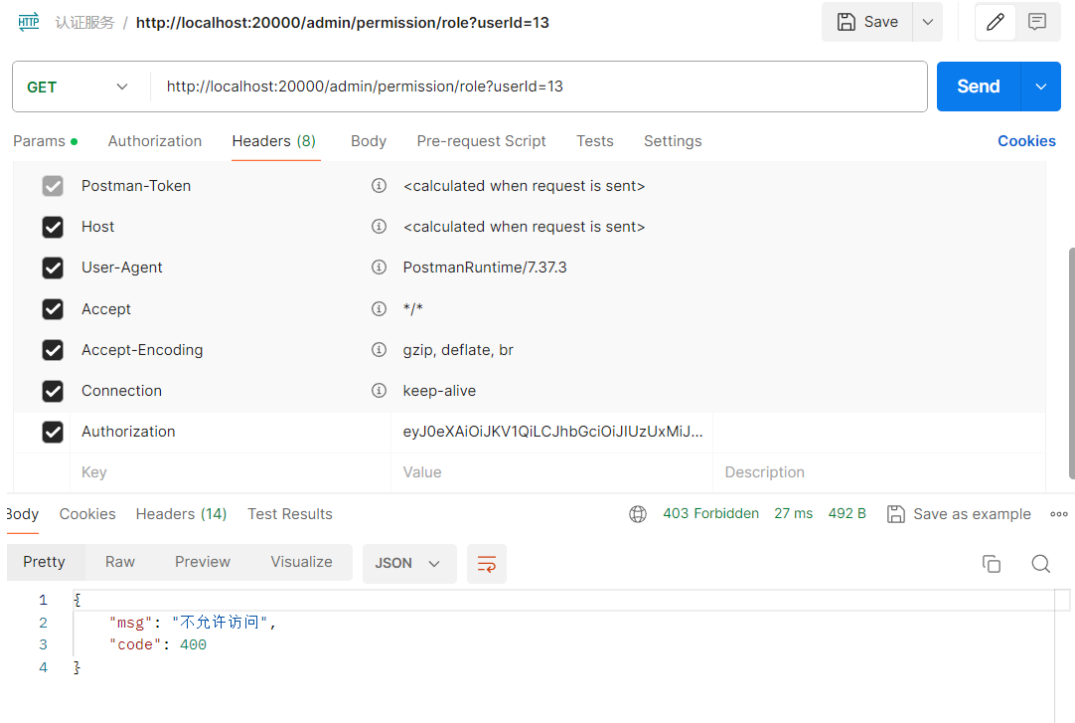 HTTP 认证服务 / http://localhost:20000/admin/permission/role?userId=13 Save
GET http://localhost:20000/admin/permission/role?userId=13 Send
Params Authorization Headers (8) Body Pre-request Script Tests Settings Cookies
Postman-Token <calculated when request is sent>
Host <calculated when request is sent>
User-Agent PostmanRuntime/7.37.3
Accept */*
Accept-Encoding gzip, deflate, br
Connection keep-alive
Authorization eyJ0eXAiOiJKV1QiLCJhbGciOiJIUzUxMiJ...
Key Value Description
Body Cookies Headers (14) Test Results 403 Forbidden 27 ms 492 B Save as example
Pretty Raw Preview Visualize JSON
1 {
2 "msg": "不允许访问",
3 "code": 400
4 }